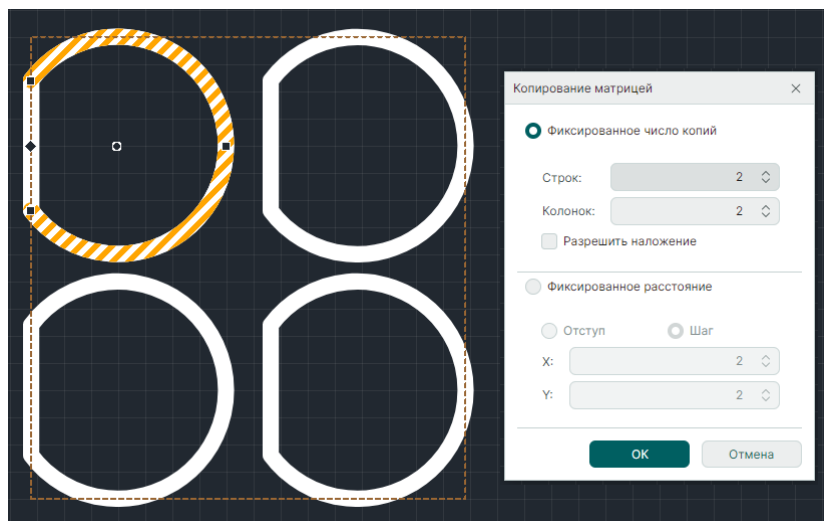 Копирование матрицей
Фиксированное число копий
Строк: 2
Колонок: 2
Разрешить наложение
Фиксированное расстояние
Отступ Шаг
X: 2
Y: 2
OK Отмена